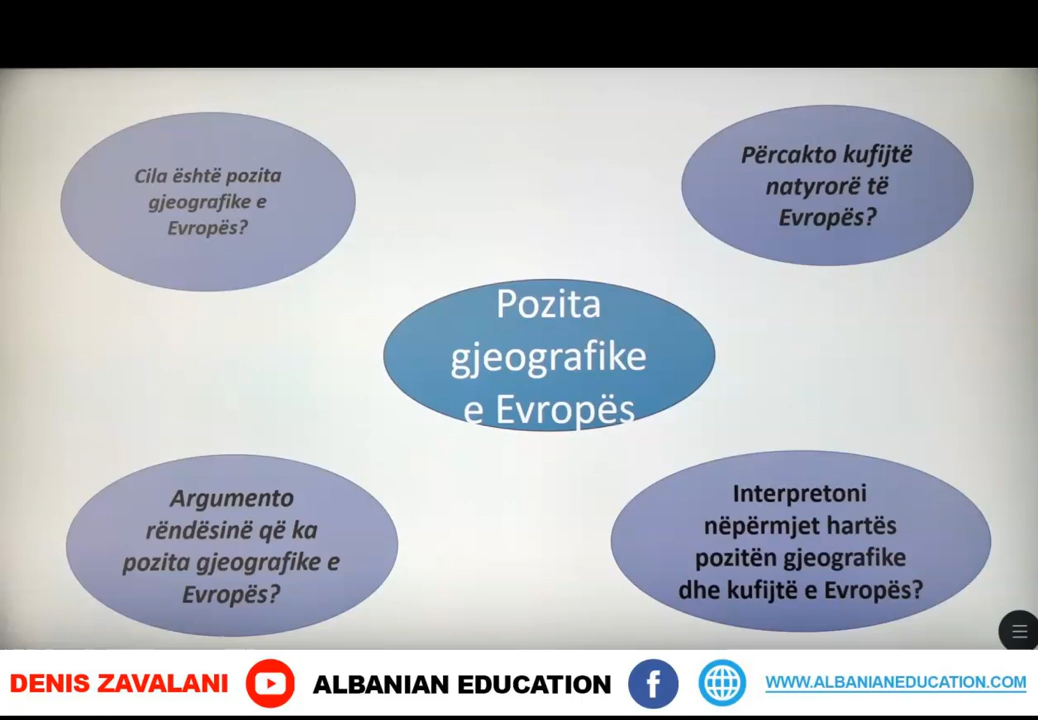 Cila është pozita
gjeografike e
Evropës?
Përcakto kufijtë
natyrorë të
Evropës?
Pozita
gjeografike
e Evropës
Argumento
rëndësinë që ka
pozita gjeografike e
Evropës?
Interpretoni
nëpërmjet hartës
pozitën gjeografike
dhe kufijtë e Evropës?
DENIS ZAVALANI
ALBANIAN EDUCATION
WWW.ALBANIANEDUCATION.COM